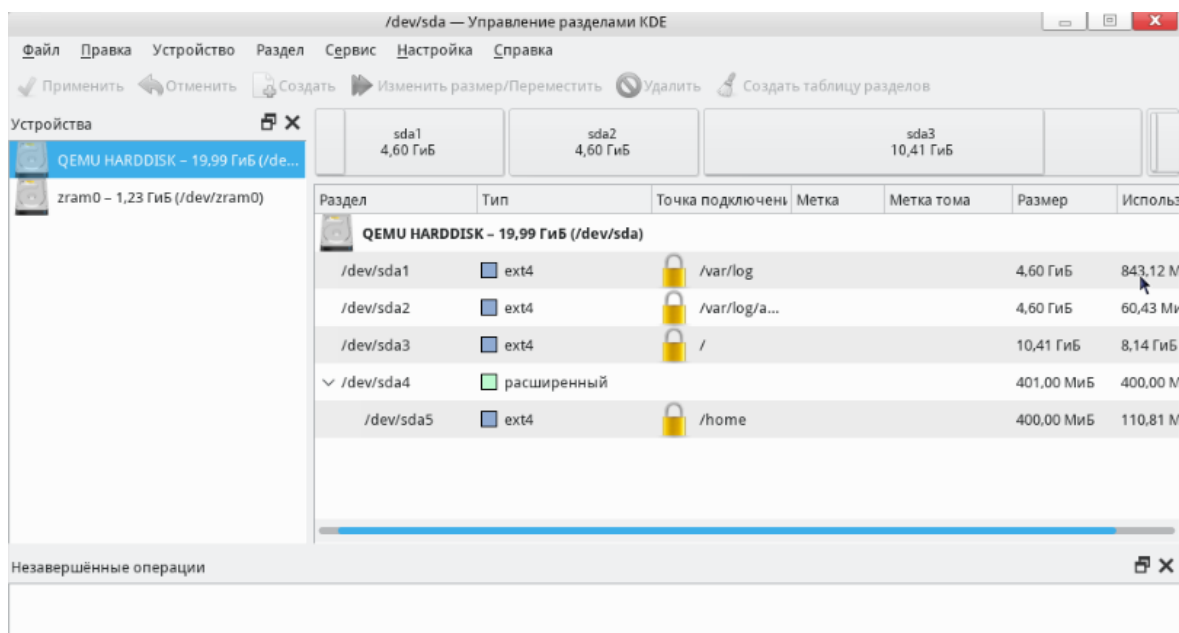 /dev/sda — Управление разделами KDE
Файл Правка Устройство Раздел Сервис Настройка Справка
Применить Отменить Создать Изменить размер/Переместить Удалить Создать таблицу разделов
Устройства
QEMU HARDDISK – 19,99 ГиБ (/de...
zram0 – 1,23 ГиБ (/dev/zram0)
sda1 sda2 sda3
4,60 ГиБ 4,60 ГиБ 10,41 ГиБ
Раздел Тип Точка подключени Метка Метка тома Размер Использ
QEMU HARDDISK – 19,99 ГиБ (/dev/sda)
/dev/sda1 ext4 /var/log 4,60 ГиБ 843,12 М
/dev/sda2 ext4 /var/log/a... 4,60 ГиБ 60,43 Ми
/dev/sda3 ext4 / 10,41 ГиБ 8,14 ГиБ
/dev/sda4 расширенный 401,00 МиБ 400,00 М
/dev/sda5 ext4 /home 400,00 МиБ 110,81 М
Незавершённые операции